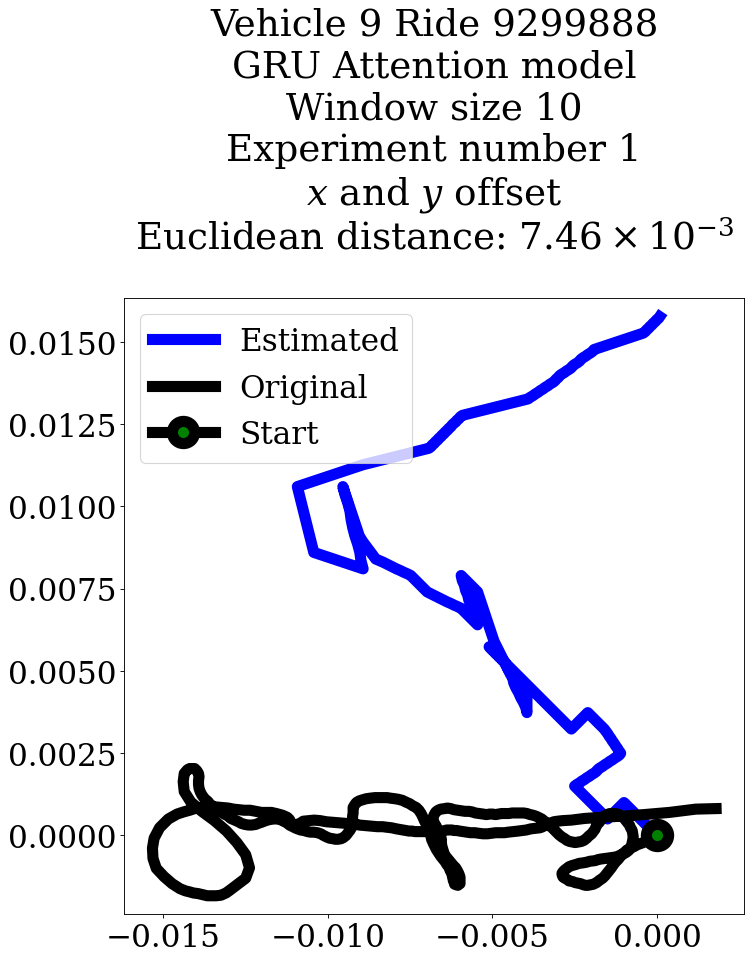 Vehicle 9 Ride 9299888
GRU Attention model
Window size 10
Experiment number 1
x and y offset
Euclidean distance: 7.46 × 10⁻³
Estimated
Original
Start
0.0150
0.0125
0.0100
0.0075
0.0050
0.0025
0.0000
−0.015 −0.010 −0.005 0.000